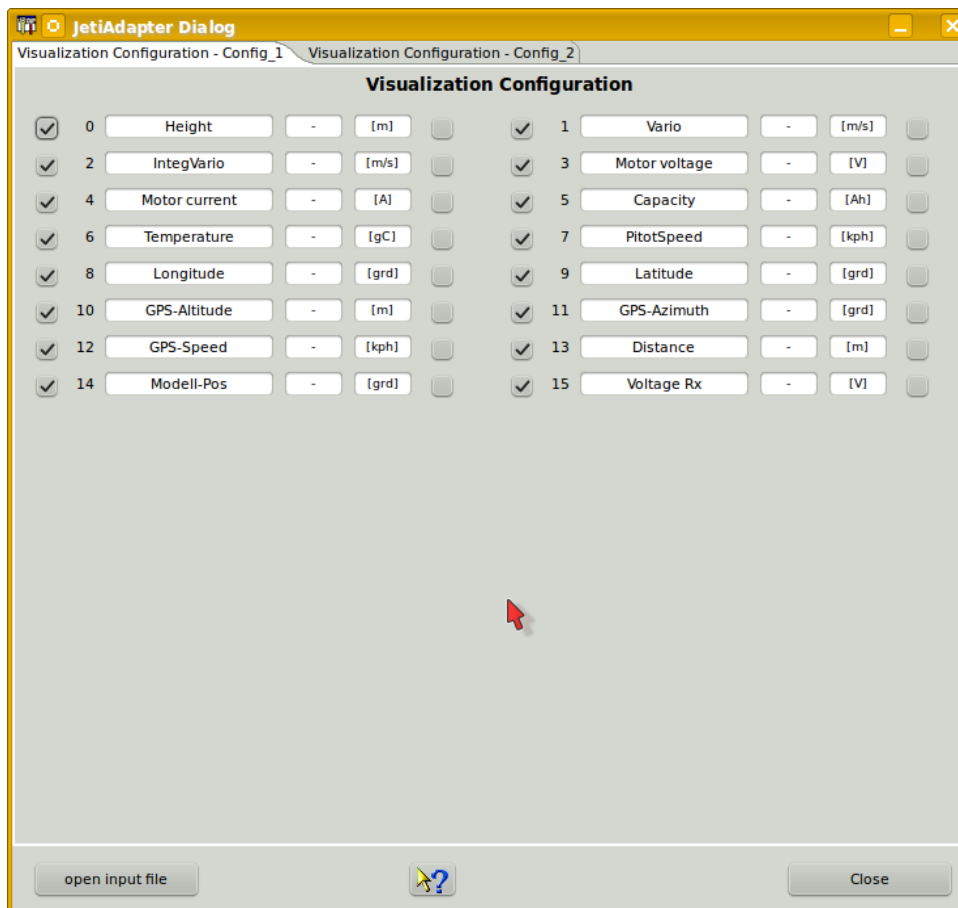 JetiAdapter Dialog
Visualization Configuration - Config_1 Visualization Configuration - Config_2
Visualization Configuration
0 Height - [m] 1 Vario - [m/s]
2 IntegVario - [m/s] 3 Motor voltage - [V]
4 Motor current - [A] 5 Capacity - [Ah]
6 Temperature - [gC] 7 PitotSpeed - [kph]
8 Longitude - [grd] 9 Latitude - [grd]
10 GPS-Altitude - [m] 11 GPS-Azimuth - [grd]
12 GPS-Speed - [kph] 13 Distance - [m]
14 Modell-Pos - [grd] 15 Voltage Rx - [V]
open input file ? Close